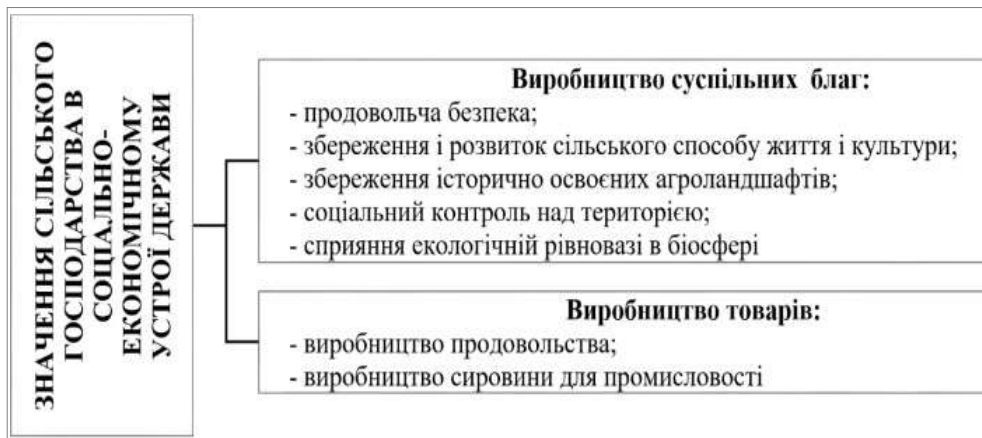 ЗНАЧЕННЯ СІЛЬСЬКОГО
ГОСПОДАРСТВА В
СОЦІАЛЬНО-
ЕКОНОМІЧНОМУ
УСТРОЇ ДЕРЖАВИ
Виробництво суспільних благ:
- продовольча безпека;
- збереження і розвиток сільського способу життя і культури;
- збереження історично освоєних агроландшафтів;
- соціальний контроль над територією;
- сприяння екологічній рівновазі в біосфері
Виробництво товарів:
- виробництво продовольства;
- виробництво сировини для промисловості